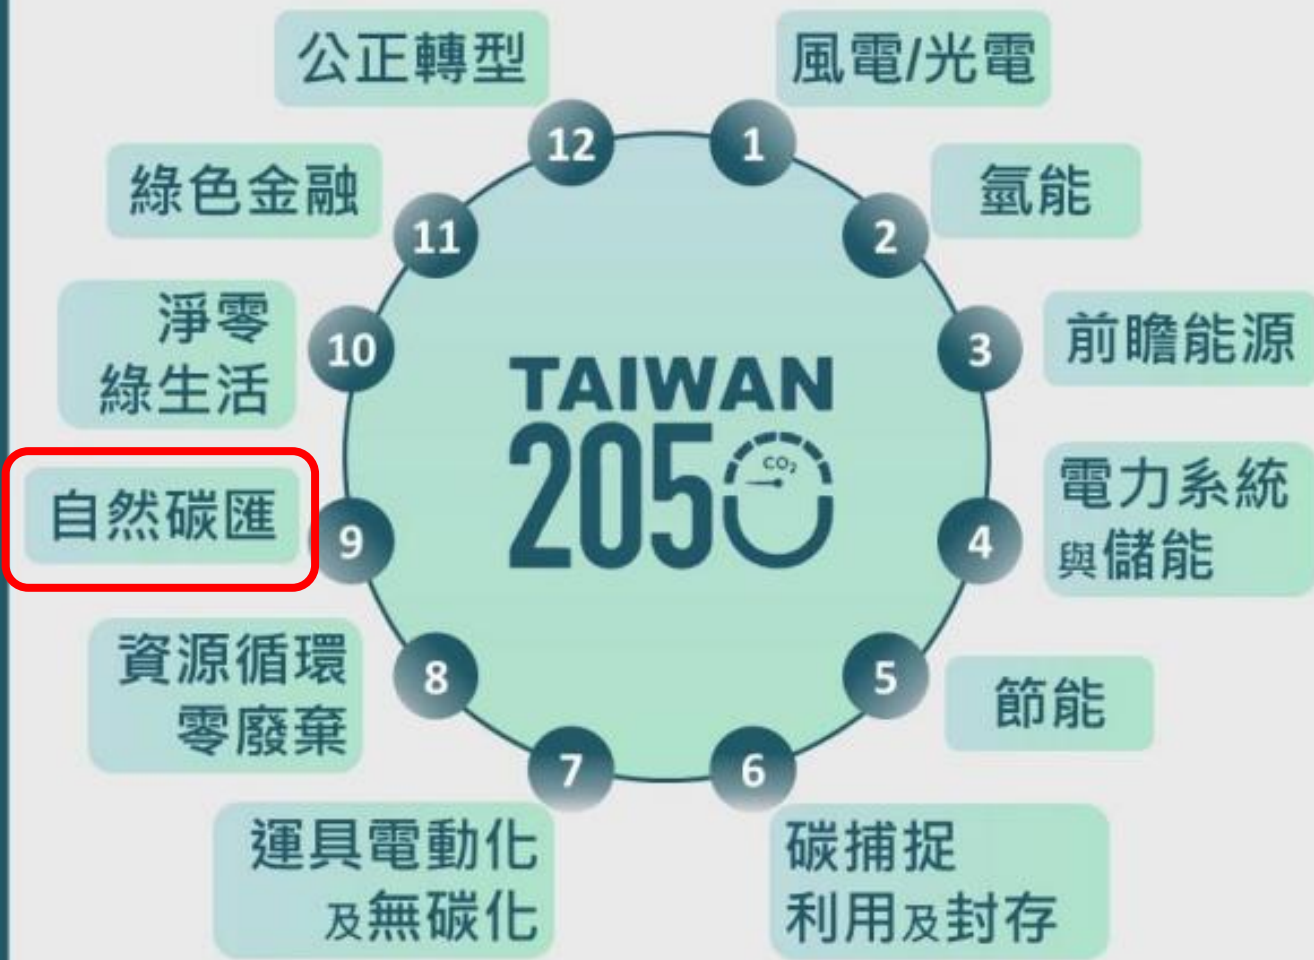 公正轉型
風電/光電
12
1
綠色金融
氫能
11
2
淨零
綠生活
10
3
前瞻能源
TAIWAN
2050
CO₂
自然碳匯
9
4
電力系統
與儲能
資源循環
零廢棄
8
5
節能
7
6
運具電動化
及無碳化
碳捕捉
利用及封存